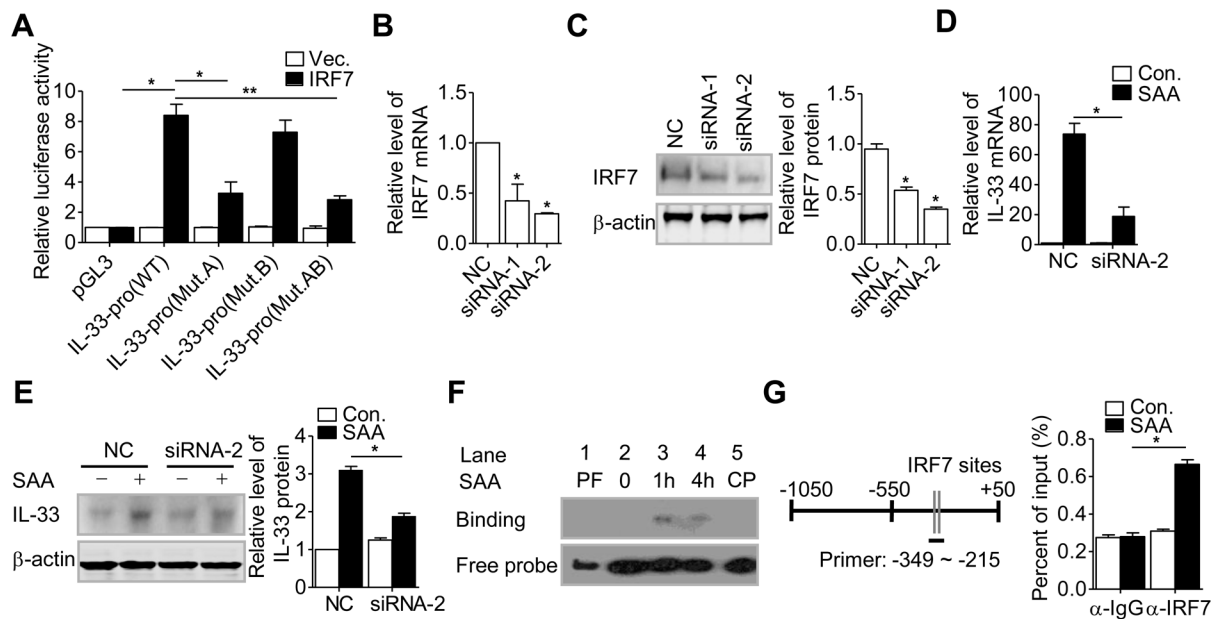 A
Vec.
IRF7
Relative luciferase activity
10
8
6
4
2
0
* * **
pGL3
IL-33-pro(WT)
IL-33-pro(Mut.A)
IL-33-pro(Mut.B)
IL-33-pro(Mut.AB)
B
Relative level of
IRF7 mRNA
1.5
1.0
0.5
0.0
* *
NC
siRNA-1
siRNA-2
C
NC
siRNA-1
siRNA-2
IRF7
β-actin
Relative level of
IRF7 protein
1.5
1.0
0.5
0.0
* *
NC
siRNA-1
siRNA-2
D
Con.
SAA
Relative level of
IL-33 mRNA
100
80
60
40
20
0
*
NC siRNA-2
E
NC siRNA-2
SAA − + − +
IL-33
β-actin
Con.
SAA
Relative level of
IL-33 protein
4
3
2
1
0
*
NC siRNA-2
F
Lane 1 2 3 4 5
SAA PF 0 1h 4h CP
Binding
Free probe
G
IRF7 sites
-1050 -550 +50
Primer: -349 ~ -215
Con.
SAA
Percent of input (%)
0.8
0.6
0.4
0.2
0.0
*
α-IgG α-IRF7